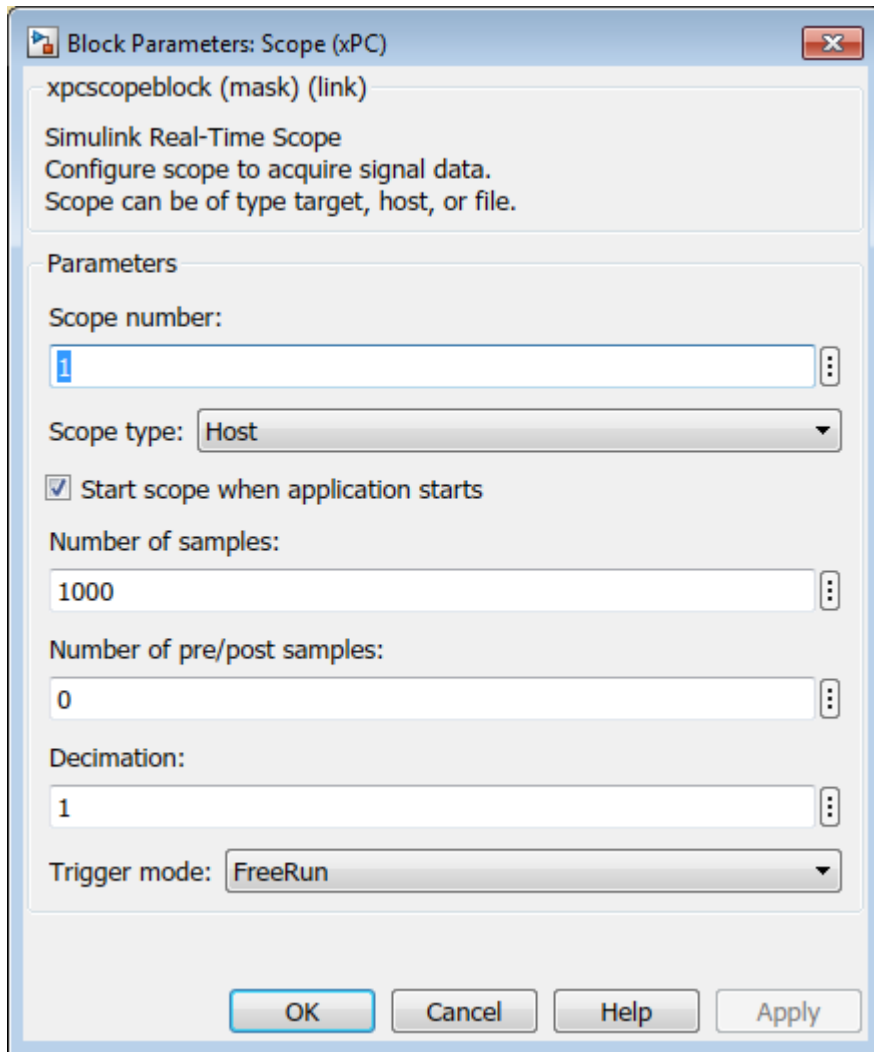 Block Parameters: Scope (xPC)
xpcscopeblock (mask) (link)
Simulink Real-Time Scope
Configure scope to acquire signal data.
Scope can be of type target, host, or file.
Parameters
Scope number:
1
Scope type: Host
Start scope when application starts
Number of samples:
1000
Number of pre/post samples:
0
Decimation:
1
Trigger mode: FreeRun
OK Cancel Help Apply